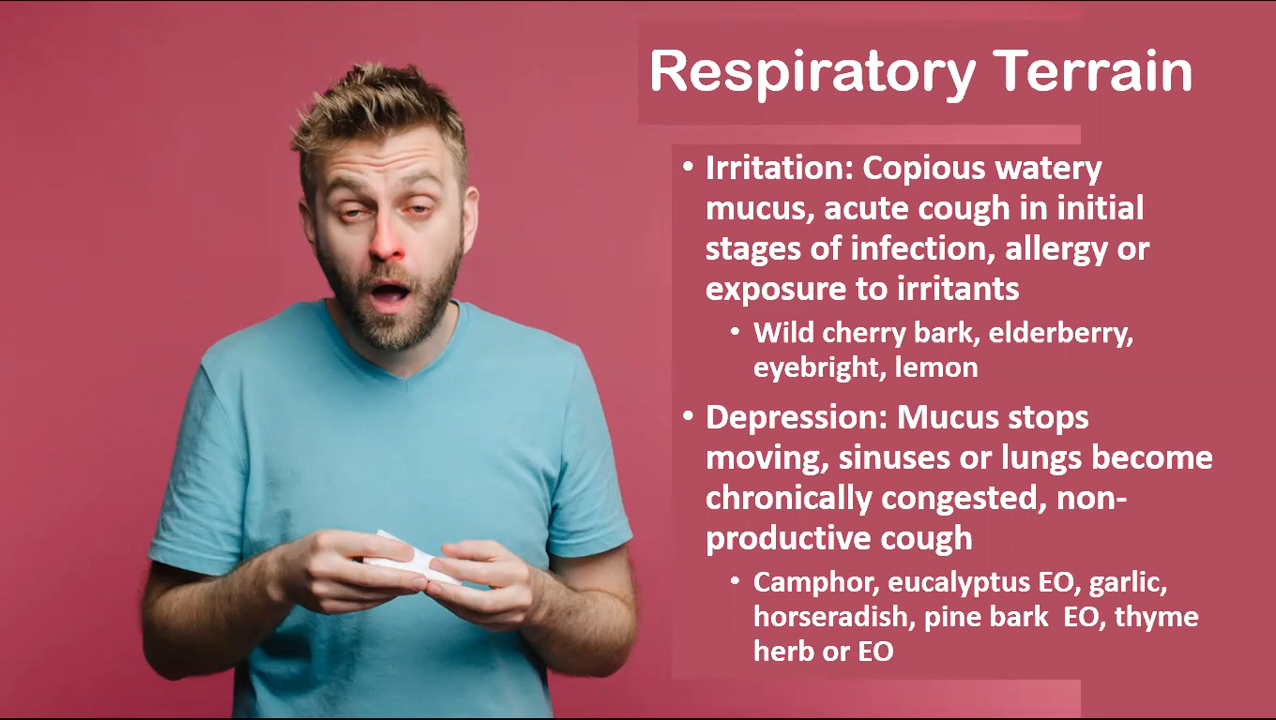 Respiratory Terrain
• Irritation: Copious watery
mucus, acute cough in initial
stages of infection, allergy or
exposure to irritants
• Wild cherry bark, elderberry,
eyebright, lemon
• Depression: Mucus stops
moving, sinuses or lungs become
chronically congested, non-
productive cough
• Camphor, eucalyptus EO, garlic,
horseradish, pine bark  EO, thyme
herb or EO